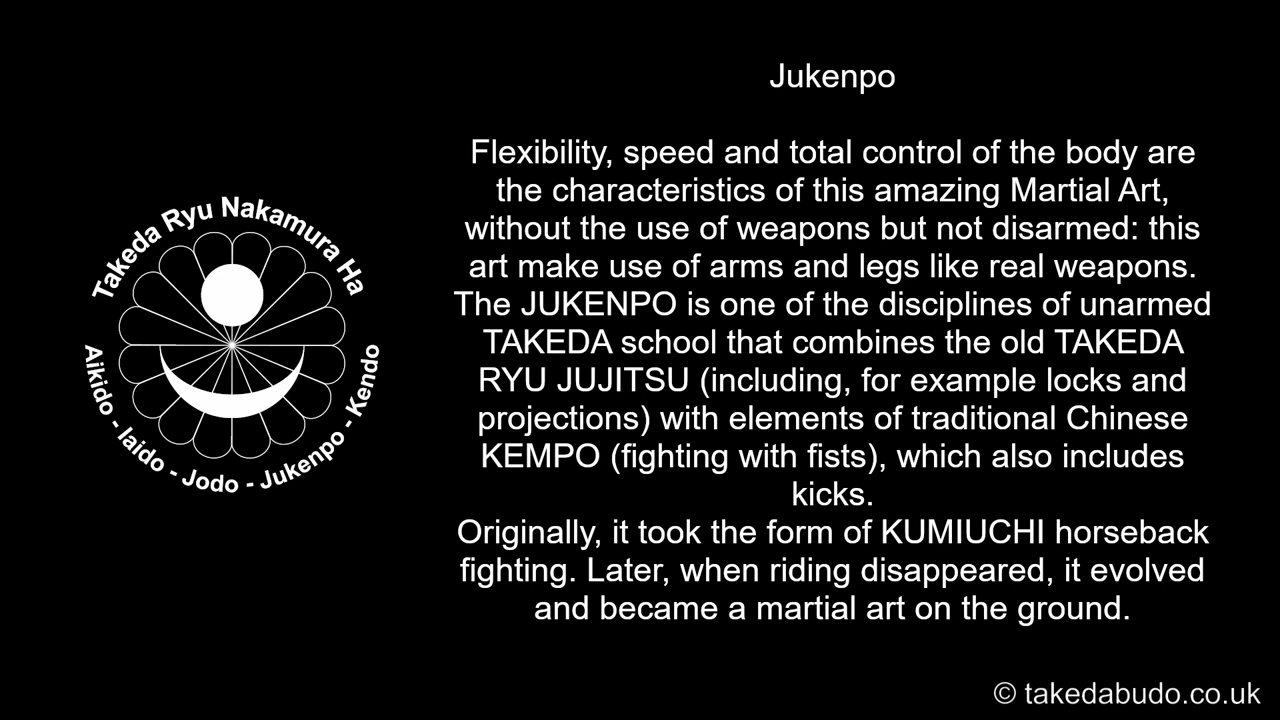 Takeda Ryu Nakamura Ha
Aikido - Iaido - Jodo - Jukenpo - Kendo
Jukenpo
Flexibility, speed and total control of the body are
the characteristics of this amazing Martial Art,
without the use of weapons but not disarmed: this
art make use of arms and legs like real weapons.
The JUKENPO is one of the disciplines of unarmed
TAKEDA school that combines the old TAKEDA
RYU JUJITSU (including, for example locks and
projections) with elements of traditional Chinese
KEMPO (fighting with fists), which also includes
kicks.
Originally, it took the form of KUMIUCHI horseback
fighting. Later, when riding disappeared, it evolved
and became a martial art on the ground.
© takedabudo.co.uk